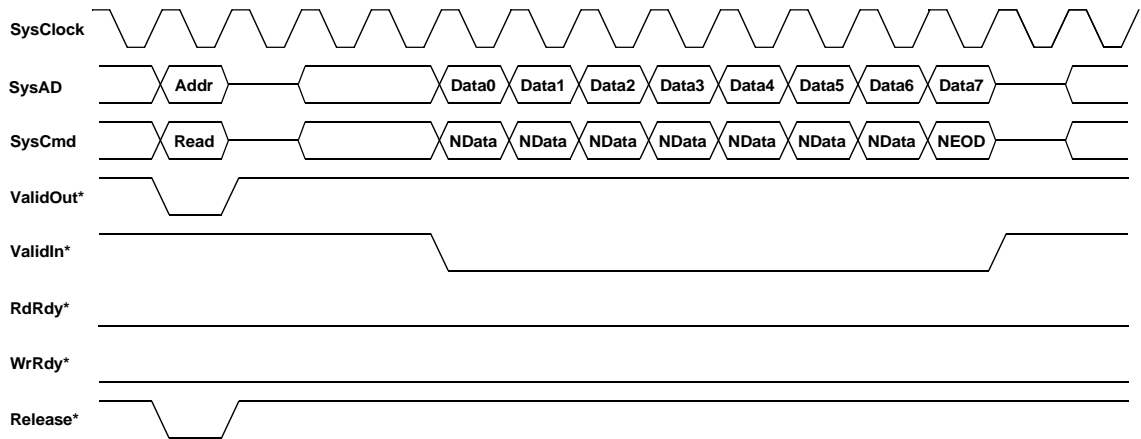 SysClock
SysAD Addr Data0 Data1 Data2 Data3 Data4 Data5 Data6 Data7
SysCmd Read NData NData NData NData NData NData NData NEOD
ValidOut*
ValidIn*
RdRdy*
WrRdy*
Release*